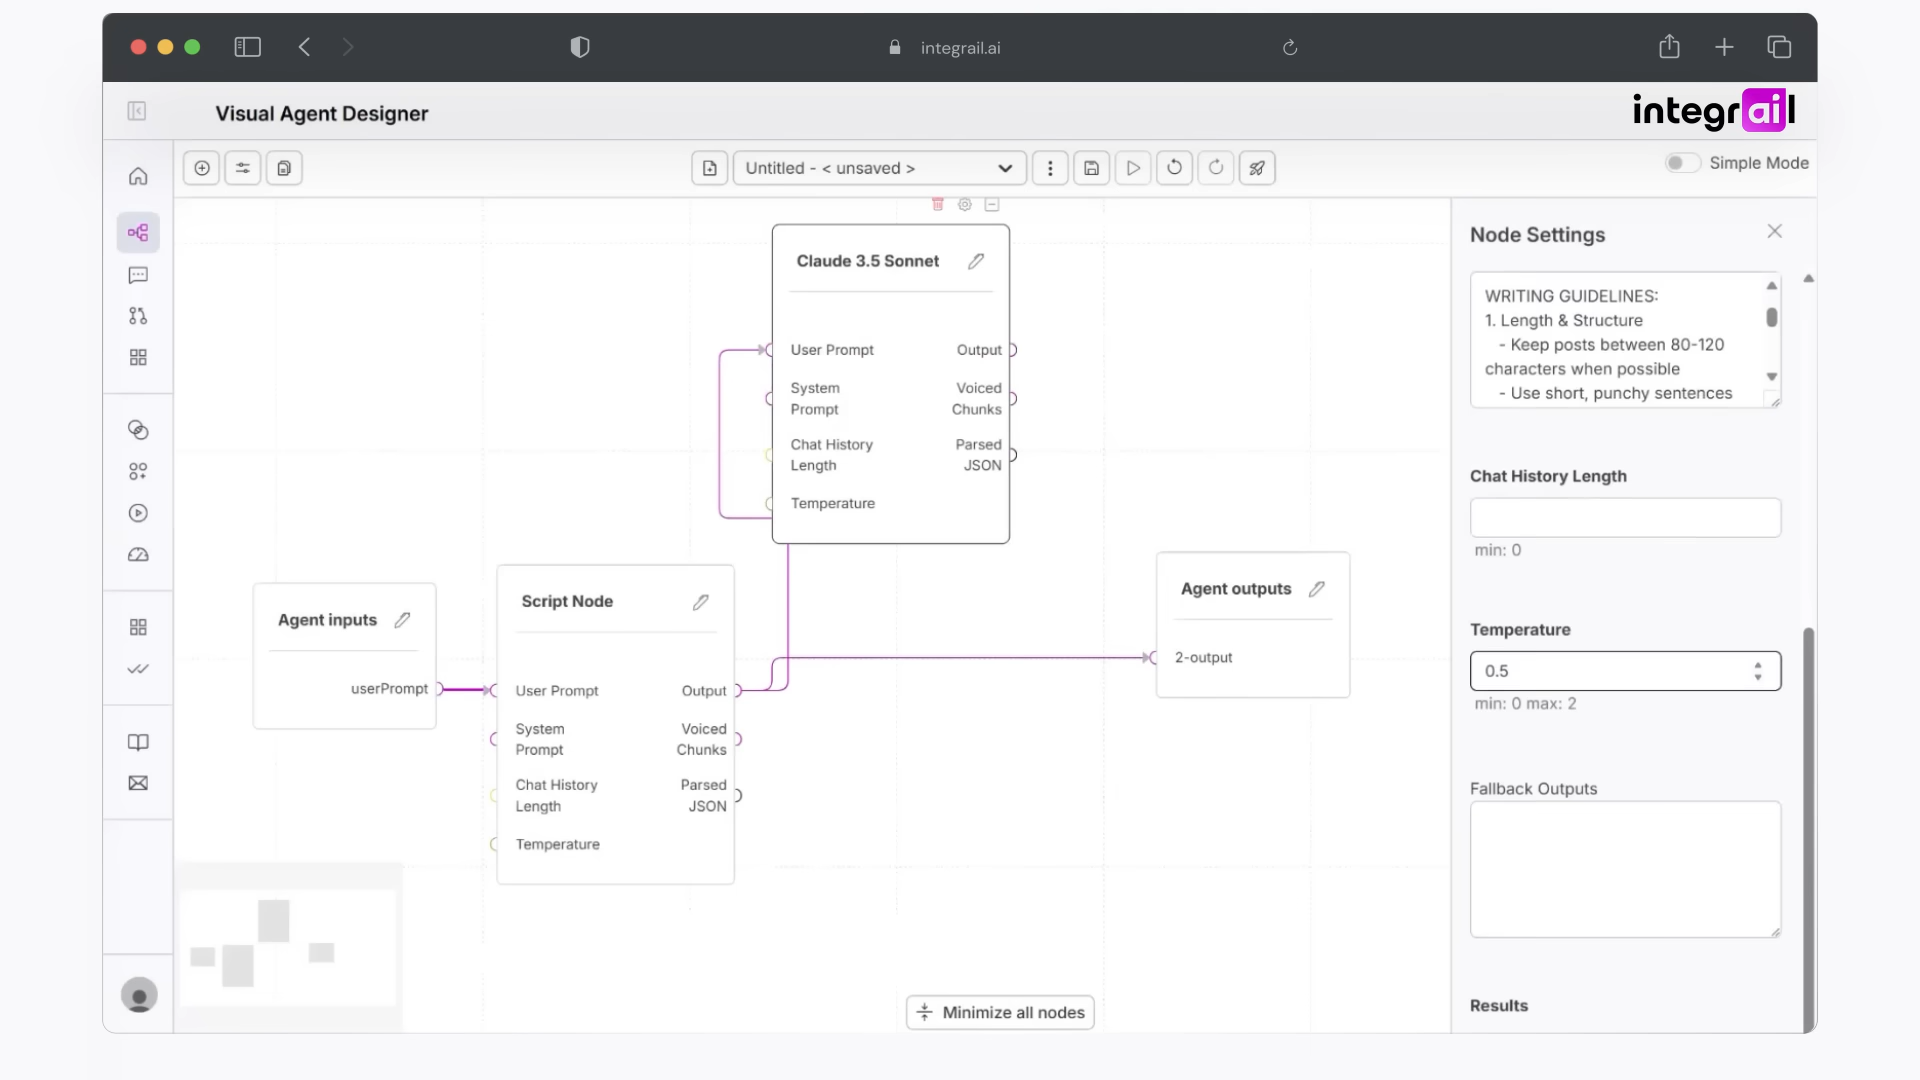 integrail.ai
Visual Agent Designer
integrail
Untitled - < unsaved >
Simple Mode
Claude 3.5 Sonnet
User Prompt
Output
System
Prompt
Voiced
Chunks
Chat History
Length
Parsed
JSON
Temperature
Agent inputs
userPrompt
Script Node
User Prompt
Output
System
Prompt
Voiced
Chunks
Chat History
Length
Parsed
JSON
Temperature
Agent outputs
2-output
Minimize all nodes
Node Settings
WRITING GUIDELINES:
1. Length & Structure
- Keep posts between 80-120
characters when possible
- Use short, punchy sentences
Chat History Length
min: 0
Temperature
0.5
min: 0 max: 2
Fallback Outputs
Results